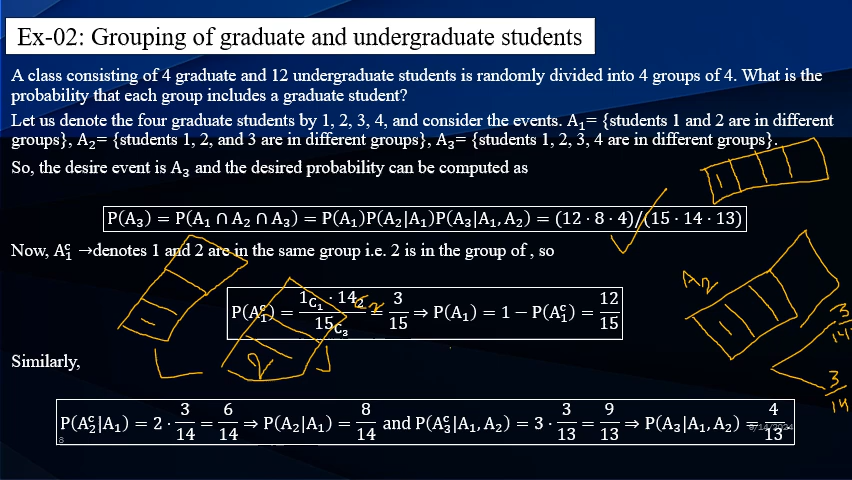 Ex-02: Grouping of graduate and undergraduate students
A class consisting of 4 graduate and 12 undergraduate students is randomly divided into 4 groups of 4. What is the
probability that each group includes a graduate student?
Let us denote the four graduate students by 1, 2, 3, 4, and consider the events. A₁= {students 1 and 2 are in different
groups}, A₂= {students 1, 2, and 3 are in different groups}, A₃= {students 1, 2, 3, 4 are in different groups}.
So, the desire event is A₃ and the desired probability can be computed as
P(A₃) = P(A₁ ∩ A₂ ∩ A₃) = P(A₁)P(A₂|A₁)P(A₃|A₁, A₂) = (12 · 8 · 4)/(15 · 14 · 13)
Now, A₁ᶜ →denotes 1 and 2 are in the same group i.e. 2 is in the group of , so
A₂
P(A₁ᶜ) = (1C₁ · 14C₂)/(15C₃) = 3/15 ⇒ P(A₁) = 1 − P(A₁ᶜ) = 12/15
3/14
Similarly,
2
3/14
P(A₂ᶜ|A₁) = 2 · 3/14 = 6/14 ⇒ P(A₂|A₁) = 8/14 and P(A₃ᶜ|A₁, A₂) = 3 · 3/13 = 9/13 ⇒ P(A₃|A₁, A₂) = 4/13
8